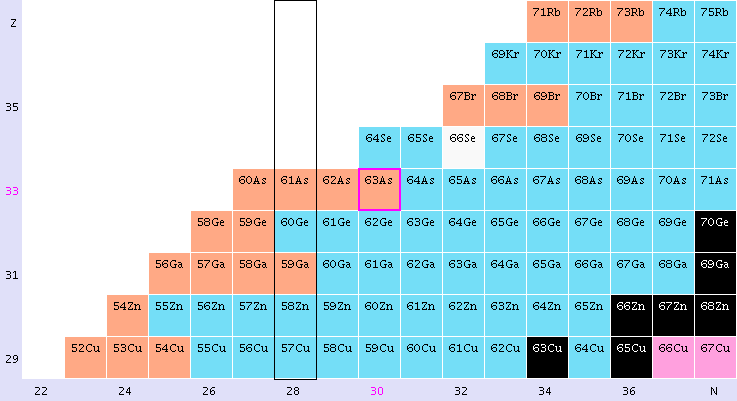 Z 71Rb 72Rb 73Rb 74Rb 75Rb
69Kr 70Kr 71Kr 72Kr 73Kr 74Kr
35 67Br 68Br 69Br 70Br 71Br 72Br 73Br
64Se 65Se 66Se 67Se 68Se 69Se 70Se 71Se 72Se
33 60As 61As 62As 63As 64As 65As 66As 67As 68As 69As 70As 71As
58Ge 59Ge 60Ge 61Ge 62Ge 63Ge 64Ge 65Ge 66Ge 67Ge 68Ge 69Ge 70Ge
31 56Ga 57Ga 58Ga 59Ga 60Ga 61Ga 62Ga 63Ga 64Ga 65Ga 66Ga 67Ga 68Ga 69Ga
54Zn 55Zn 56Zn 57Zn 58Zn 59Zn 60Zn 61Zn 62Zn 63Zn 64Zn 65Zn 66Zn 67Zn 68Zn
29 52Cu 53Cu 54Cu 55Cu 56Cu 57Cu 58Cu 59Cu 60Cu 61Cu 62Cu 63Cu 64Cu 65Cu 66Cu 67Cu
22 24 26 28 30 32 34 36 N